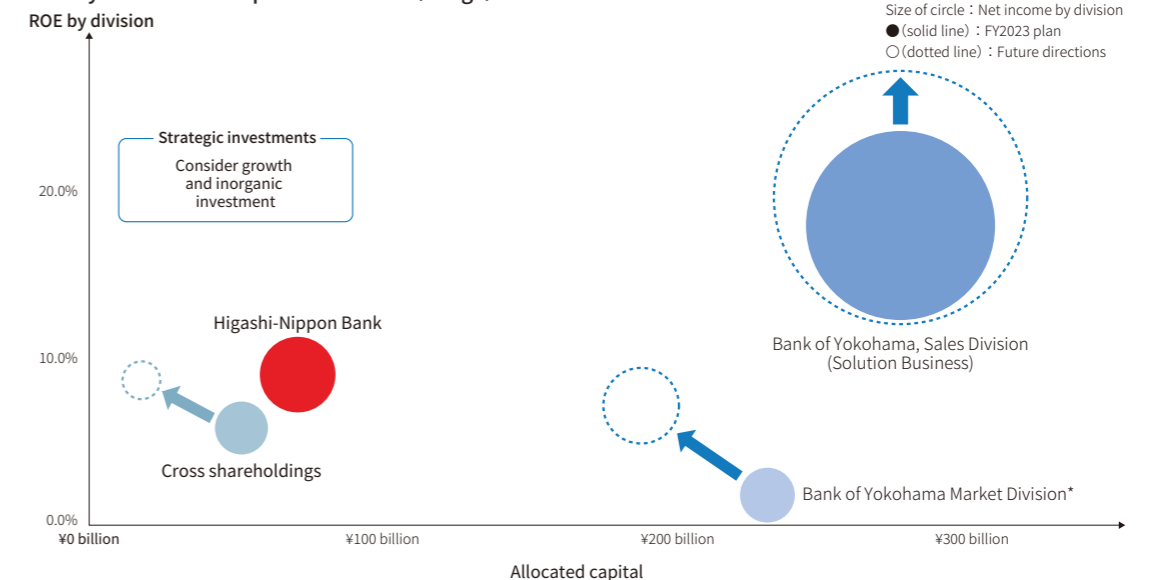 ROE by division
Size of circle：Net income by division
●(solid line)：FY2023 plan
○(dotted line)：Future directions
Strategic investments
Consider growth
and inorganic
investment
20.0%
Higashi-Nippon Bank
Bank of Yokohama, Sales Division
(Solution Business)
10.0%
Cross shareholdings
Bank of Yokohama Market Division*
0.0%
¥0 billion
¥100 billion
¥200 billion
¥300 billion
Allocated capital